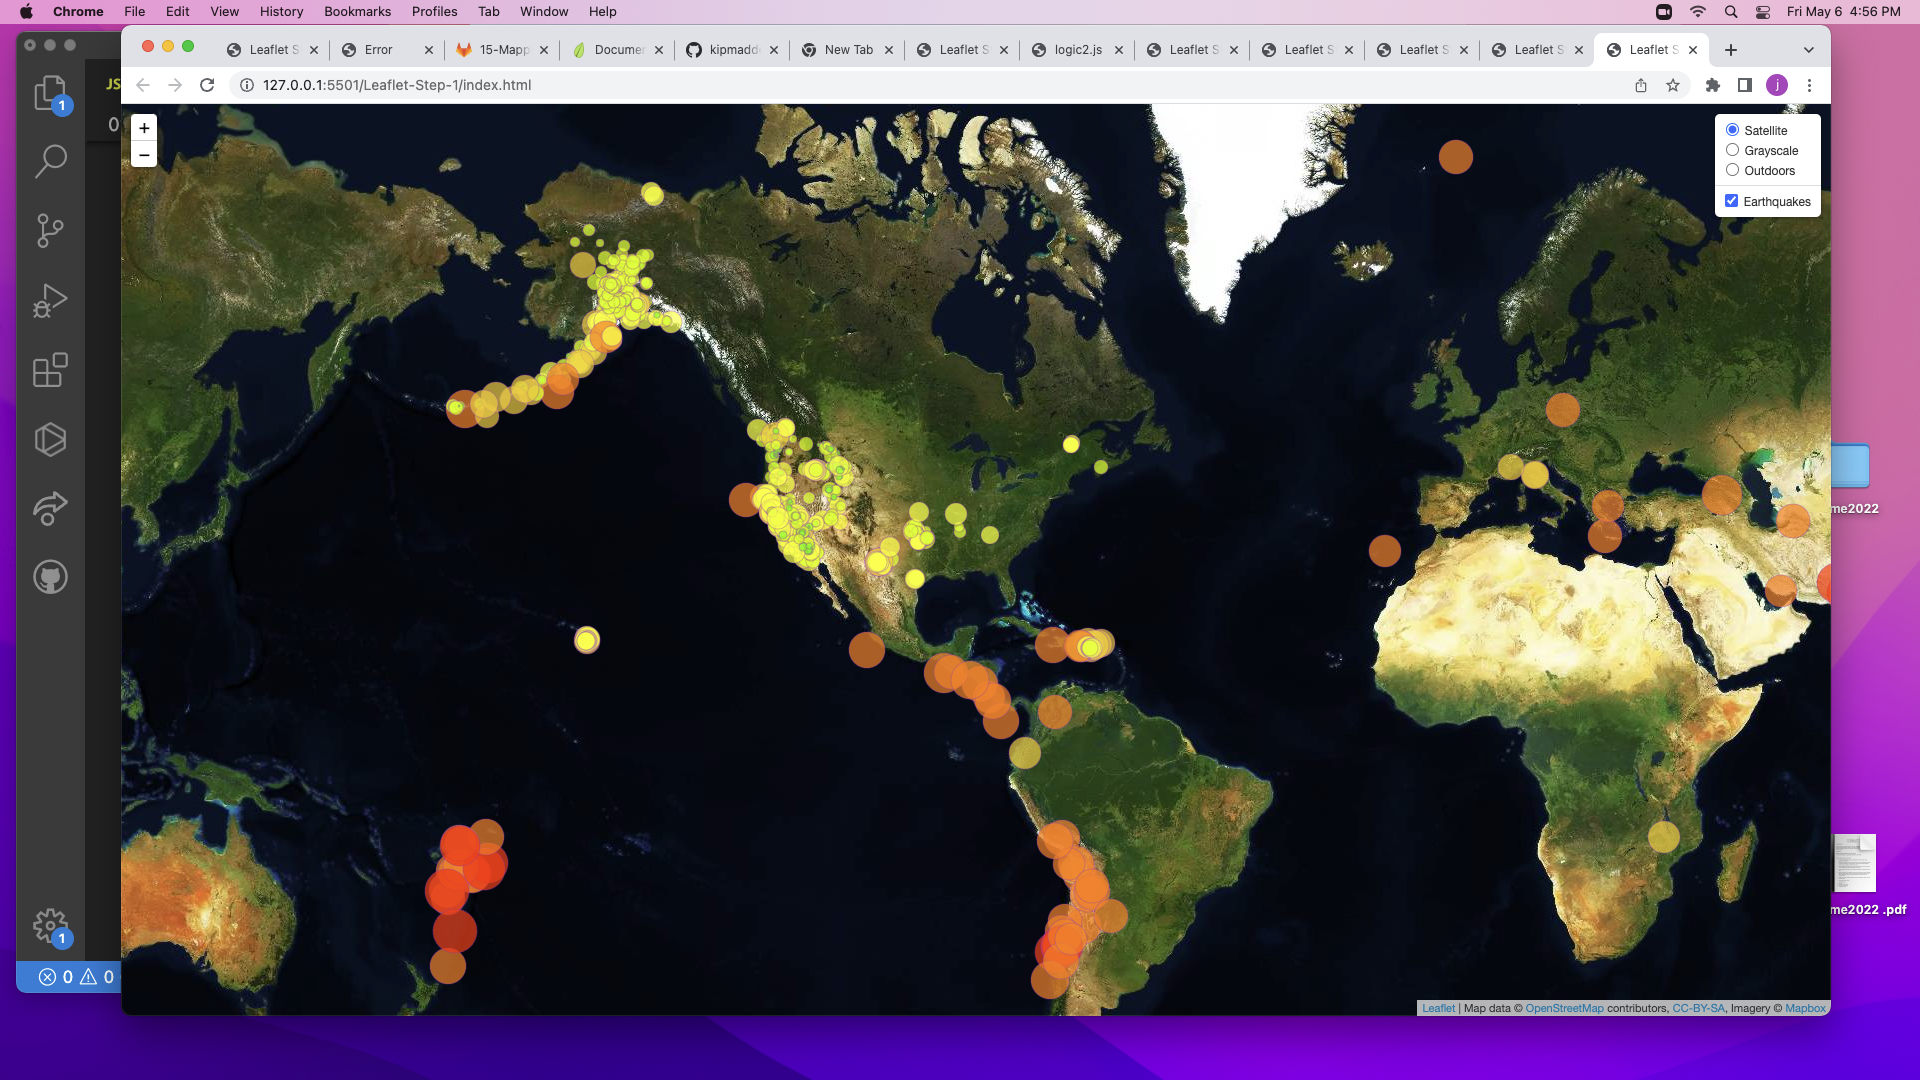 Chrome File Edit View History Bookmarks Profiles Tab Window Help Fri May 6 4:56 PM
Leaflet S Error 15-Mapp Documen kipmadd New Tab Leaflet S logic2.js Leaflet S Leaflet S Leaflet S Leaflet S Leaflet S
127.0.0.1:5501/Leaflet-Step-1/index.html
j
JS
1
0
+
−
Satellite
Grayscale
Outdoors
Earthquakes
me2022
me2022 .pdf
1
0 0
Leaflet | Map data © OpenStreetMap contributors, CC-BY-SA, Imagery © Mapbox